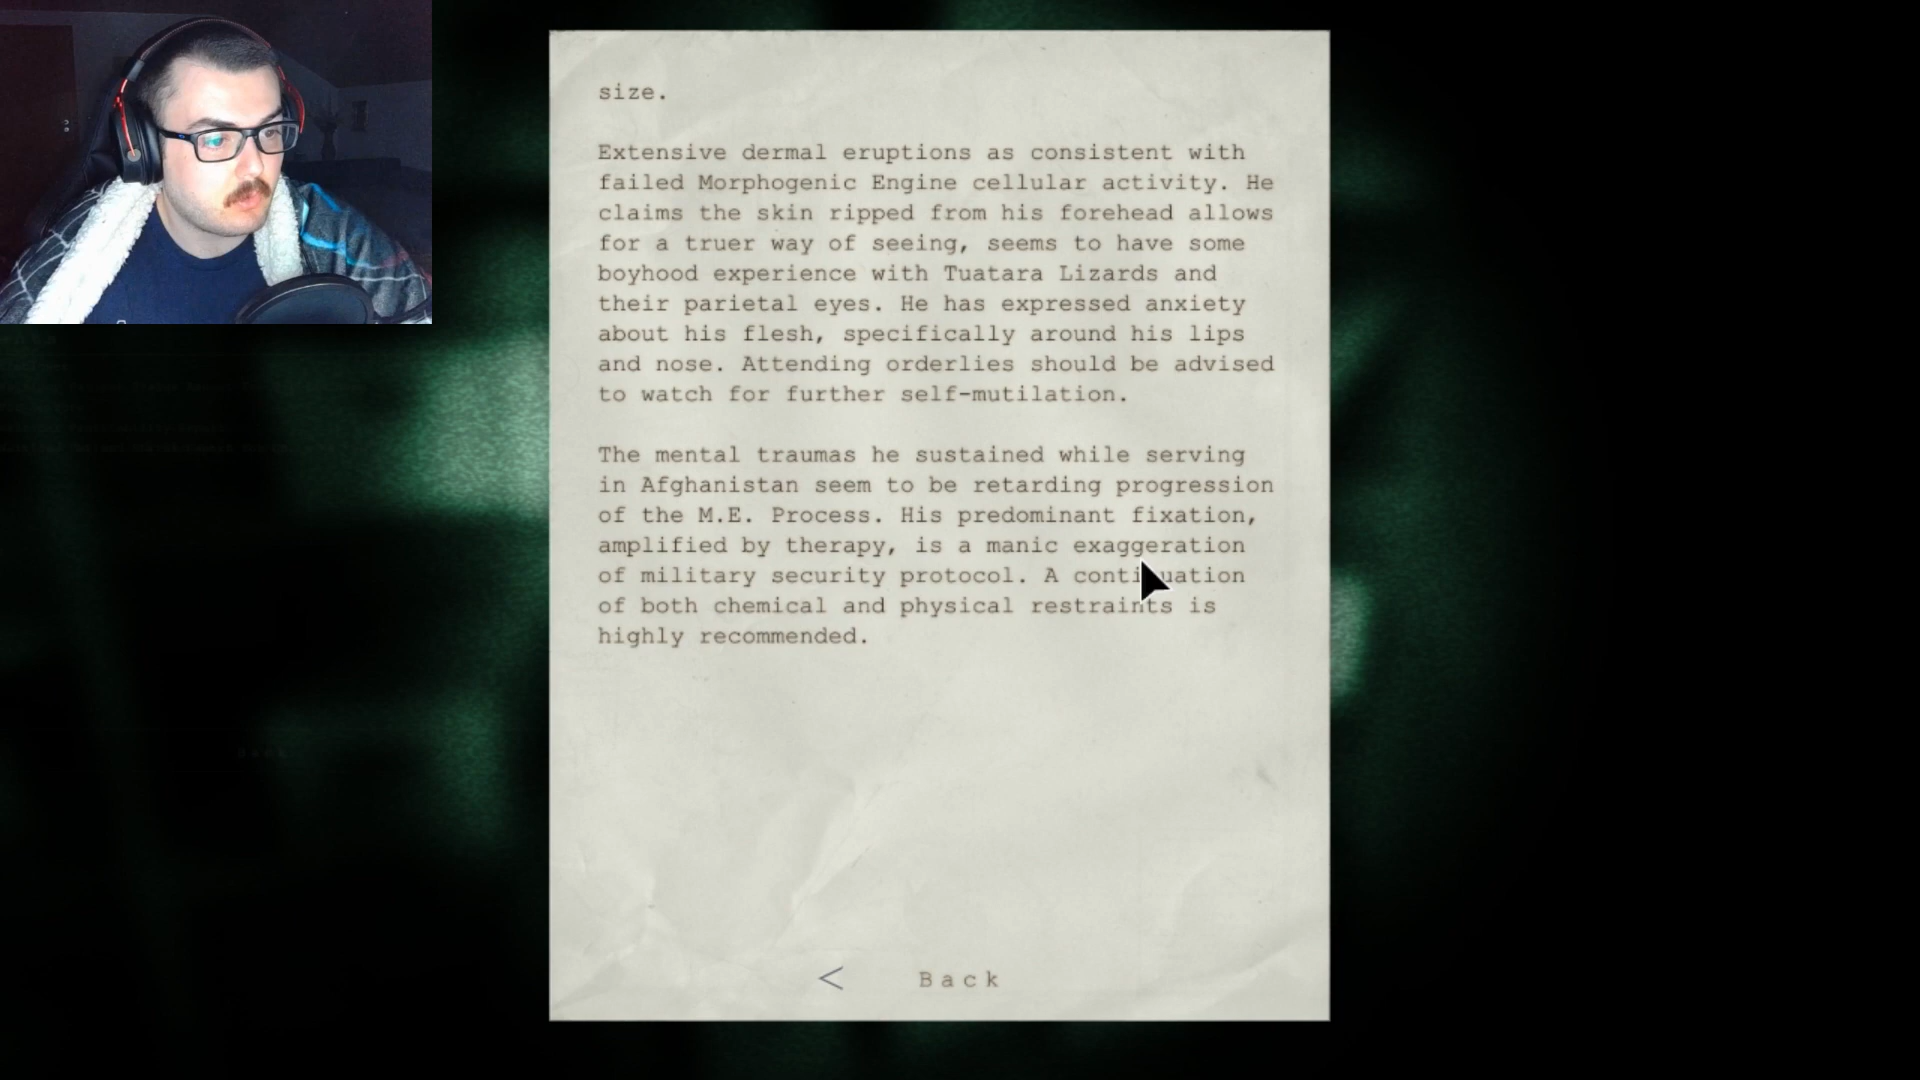 size.
Extensive dermal eruptions as consistent with
failed Morphogenic Engine cellular activity. He
claims the skin ripped from his forehead allows
for a truer way of seeing, seems to have some
boyhood experience with Tuatara Lizards and
their parietal eyes. He has expressed anxiety
about his flesh, specifically around his lips
and nose. Attending orderlies should be advised
to watch for further self-mutilation.
The mental traumas he sustained while serving
in Afghanistan seem to be retarding progression
of the M.E. Process. His predominant fixation,
amplified by therapy, is a manic exaggeration
of military security protocol. A continuation
of both chemical and physical restraints is
highly recommended.
< Back